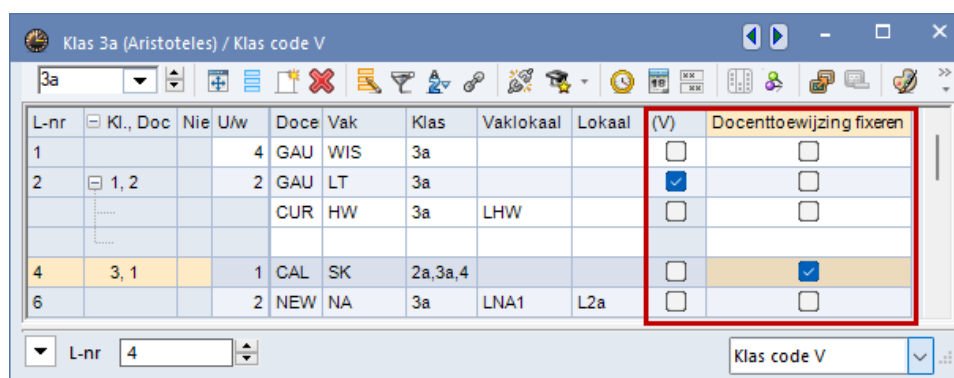 Klas 3a (Aristoteles) / Klas code V
3a
L-nr Kl., Doc Nie U/w Doce Vak Klas Vaklokaal Lokaal (V) Docenttoewijzing fixeren
1 4 GAU WIS 3a
2 1, 2 2 GAU LT 3a
CUR HW 3a LHW
4 3, 1 1 CAL SK 2a,3a,4
6 2 NEW NA 3a LNA1 L2a
L-nr 4 Klas code V